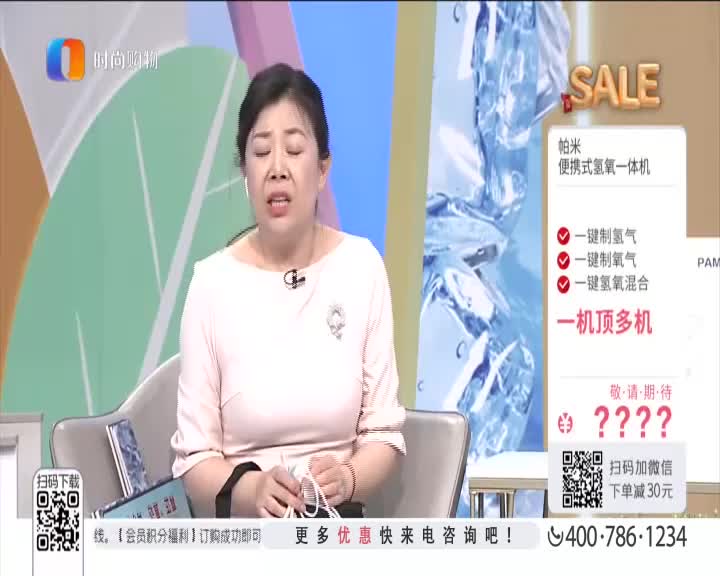 时尚购物
SALE
帕米
便携式氢氧一体机
一键制氢气
一键制氧气
一键氢氧混合
一机顶多机
PAM
敬·请·期·待
¥ ????
扫码加微信
下单减30元
扫码下载
线。【会员积分福利】订购成功即可
更多优惠快来电咨询吧！
400·786·1234